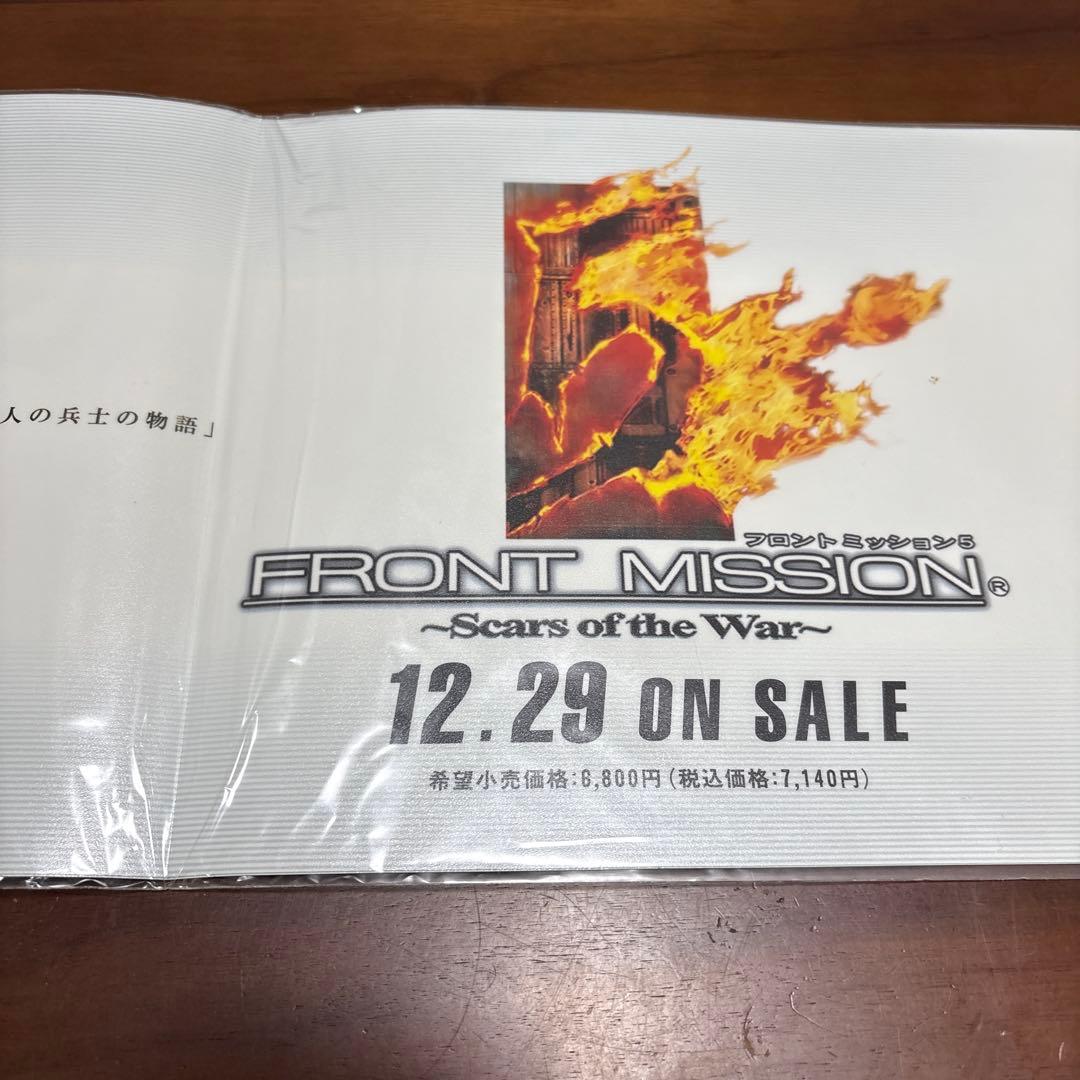 人の兵士の物語」
フロントミッション5
FRONT MISSION®
~Scars of the War~
12.29 ON SALE
希望小売価格:6,800円(税込価格:7,140円)